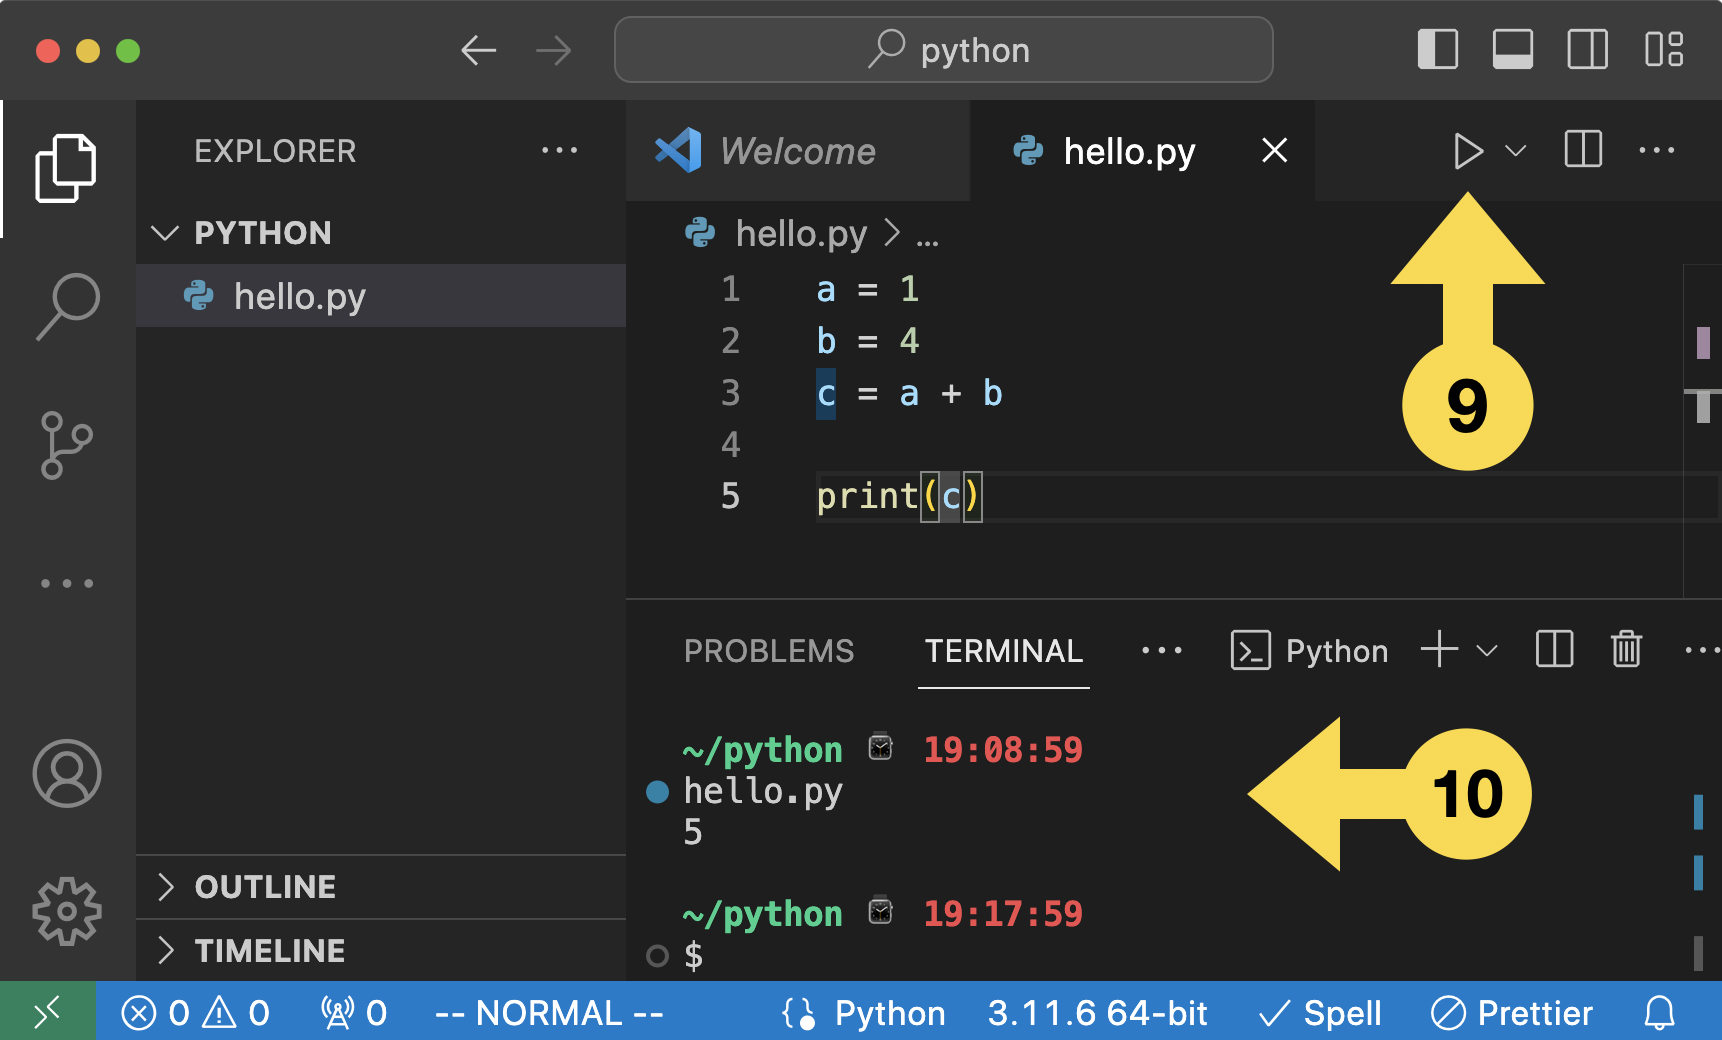 python
EXPLORER
PYTHON
hello.py
OUTLINE
TIMELINE
Welcome
hello.py
hello.py > ...
1 a = 1
2 b = 4
3 c = a + b
4
5 print(c)
9
PROBLEMS TERMINAL ··· Python
~/python 19:08:59
hello.py
5
10
~/python 19:17:59
$
0 0 0 -- NORMAL -- Python 3.11.6 64-bit Spell Prettier